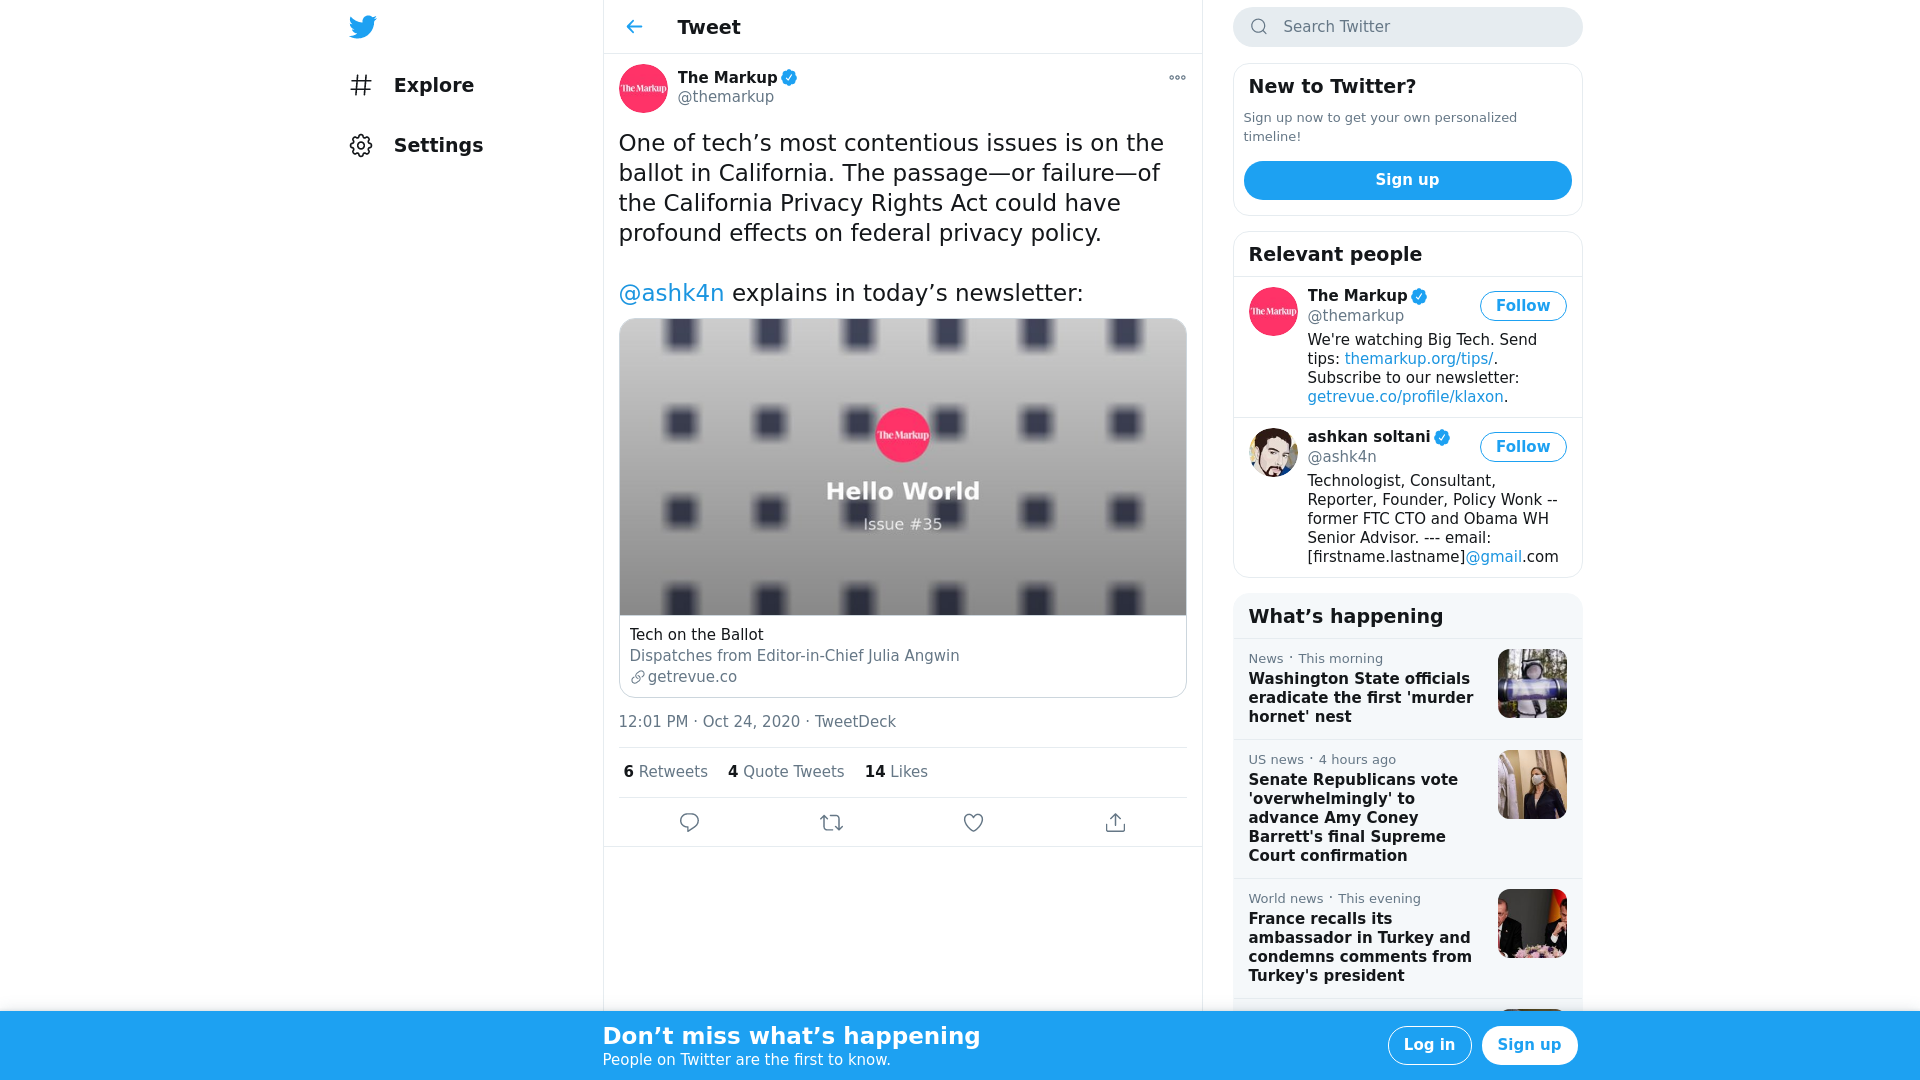 Explore
Settings
Tweet
The Markup
The Markup
@themarkup
One of tech’s most contentious issues is on the
ballot in California. The passage—or failure—of
the California Privacy Rights Act could have
profound effects on federal privacy policy.
@ashk4n explains in today’s newsletter:
The Markup
Hello World
Issue #35
Tech on the Ballot
Dispatches from Editor-in-Chief Julia Angwin
getrevue.co
12:01 PM · Oct 24, 2020 · TweetDeck
6 Retweets 4 Quote Tweets 14 Likes
Search Twitter
New to Twitter?
Sign up now to get your own personalized
timeline!
Sign up
Relevant people
The Markup
The Markup
@themarkup
Follow
We're watching Big Tech. Send
tips: themarkup.org/tips/.
Subscribe to our newsletter:
getrevue.co/profile/klaxon.
ashkan soltani
@ashk4n
Follow
Technologist, Consultant,
Reporter, Founder, Policy Wonk --
former FTC CTO and Obama WH
Senior Advisor. --- email:
[firstname.lastname]@gmail.com
What’s happening
News · This morning
Washington State officials
eradicate the first 'murder
hornet' nest
US news · 4 hours ago
Senate Republicans vote
'overwhelmingly' to
advance Amy Coney
Barrett's final Supreme
Court confirmation
World news · This evening
France recalls its
ambassador in Turkey and
condemns comments from
Turkey's president
Don’t miss what’s happening
People on Twitter are the first to know.
Log in
Sign up